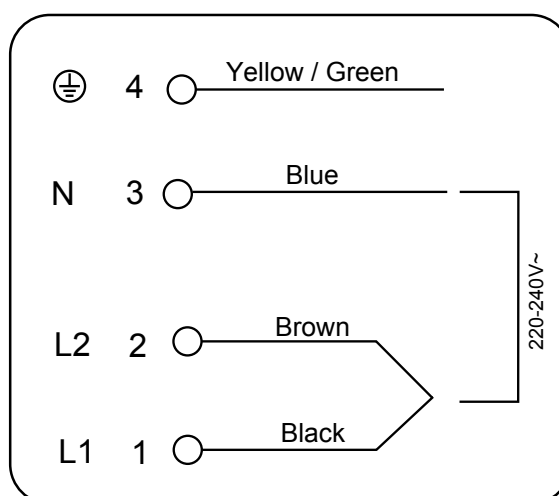 4 Yellow / Green
N 3 Blue
220-240V~
L2 2 Brown
L1 1 Black